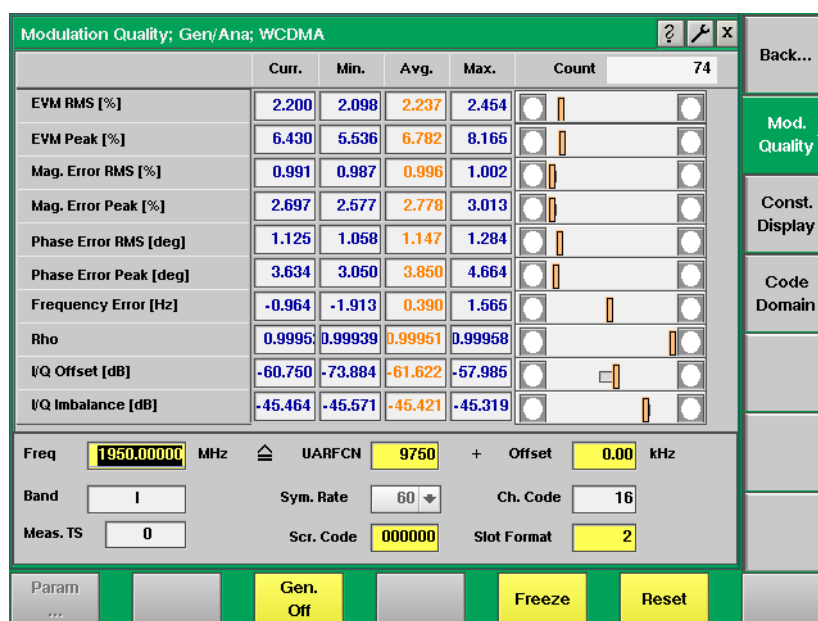 Modulation Quality; Gen/Ana; WCDMA ? x
Back...
Curr. Min. Avg. Max. Count 74
EVM RMS [%] 2.200 2.098 2.237 2.454
EVM Peak [%] 6.430 5.536 6.782 8.165
Mod. Quality
Mag. Error RMS [%] 0.991 0.987 0.996 1.002
Mag. Error Peak [%] 2.697 2.577 2.778 3.013
Const. Display
Phase Error RMS [deg] 1.125 1.058 1.147 1.284
Phase Error Peak [deg] 3.634 3.050 3.850 4.664
Code Domain
Frequency Error [Hz] -0.964 -1.913 0.390 1.565
Rho 0.9995 0.99939 0.99951 0.99958
I/Q Offset [dB] -60.750 -73.884 -61.622 -57.985
I/Q Imbalance [dB] -45.464 -45.571 -45.421 -45.319
Freq 1950.00000 MHz ≙ UARFCN 9750 + Offset 0.00 kHz
Band I Sym. Rate 60 Ch. Code 16
Meas. TS 0 Scr. Code 000000 Slot Format 2
Param ...
Gen. Off
Freeze
Reset